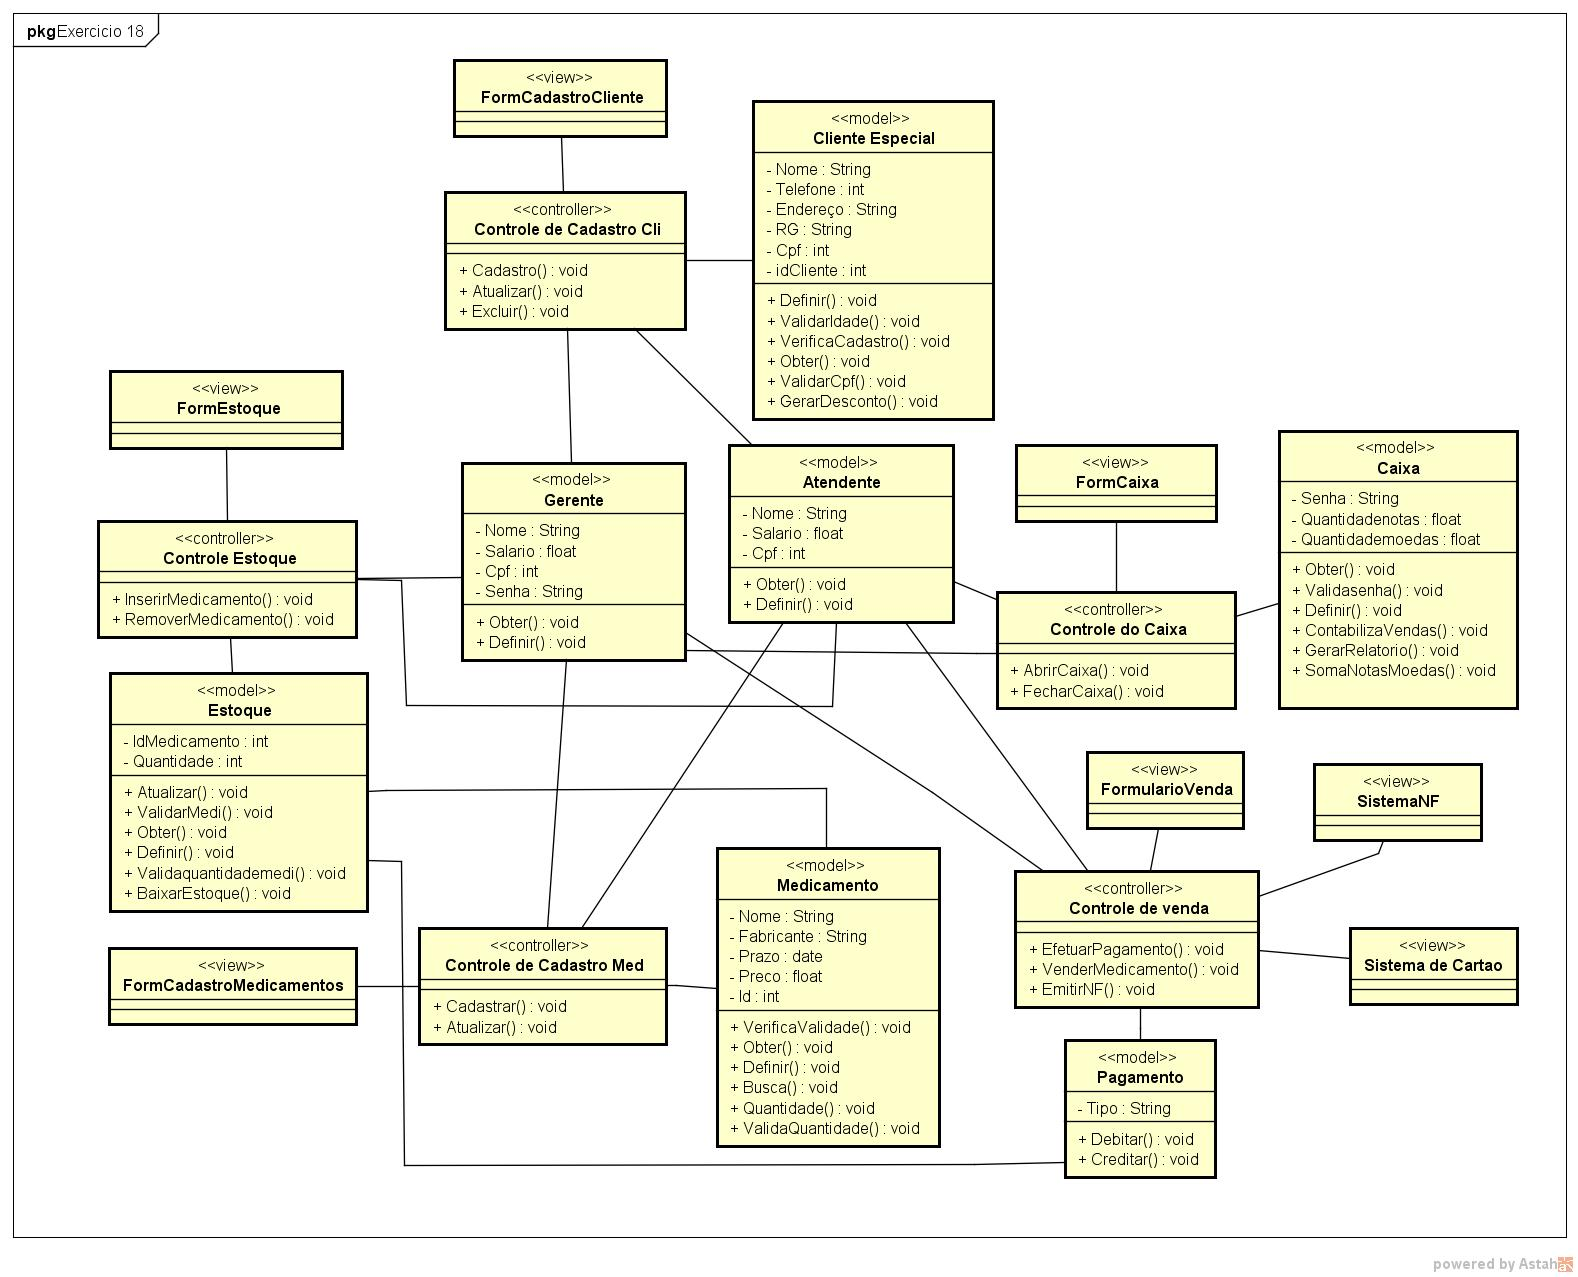 pkgExercicio 18
<<view>>
FormCadastroCliente
<<controller>>
Controle de Cadastro Cli
+ Cadastro() : void
+ Atualizar() : void
+ Excluir() : void
<<model>>
Cliente Especial
- Nome : String
- Telefone : int
- Endereço : String
- RG : String
- Cpf : int
- idCliente : int
+ Definir() : void
+ ValidarIdade() : void
+ VerificaCadastro() : void
+ Obter() : void
+ ValidarCpf() : void
+ GerarDesconto() : void
<<view>>
FormEstoque
<<controller>>
Controle Estoque
+ InserirMedicamento() : void
+ RemoverMedicamento() : void
<<model>>
Gerente
- Nome : String
- Salario : float
- Cpf : int
- Senha : String
+ Obter() : void
+ Definir() : void
<<model>>
Atendente
- Nome : String
- Salario : float
- Cpf : int
+ Obter() : void
+ Definir() : void
<<view>>
FormCaixa
<<controller>>
Controle do Caixa
+ AbrirCaixa() : void
+ FecharCaixa() : void
<<model>>
Caixa
- Senha : String
- Quantidadenotas : float
- Quantidademoedas : float
+ Obter() : void
+ Validasenha() : void
+ Definir() : void
+ ContabilizaVendas() : void
+ GerarRelatorio() : void
+ SomaNotasMoedas() : void
<<model>>
Estoque
- IdMedicamento : int
- Quantidade : int
+ Atualizar() : void
+ ValidarMedi() : void
+ Obter() : void
+ Definir() : void
+ Validaquantidademedi() : void
+ BaixarEstoque() : void
<<view>>
FormCadastroMedicamentos
<<controller>>
Controle de Cadastro Med
+ Cadastrar() : void
+ Atualizar() : void
<<model>>
Medicamento
- Nome : String
- Fabricante : String
- Prazo : date
- Preco : float
- Id : int
+ VerificaValidade() : void
+ Obter() : void
+ Definir() : void
+ Busca() : void
+ Quantidade() : void
+ ValidaQuantidade() : void
<<view>>
FormularioVenda
<<view>>
SistemaNF
<<controller>>
Controle de venda
+ EfetuarPagamento() : void
+ VenderMedicamento() : void
+ EmitirNF() : void
<<view>>
Sistema de Cartao
<<model>>
Pagamento
- Tipo : String
+ Debitar() : void
+ Creditar() : void
powered by Astah